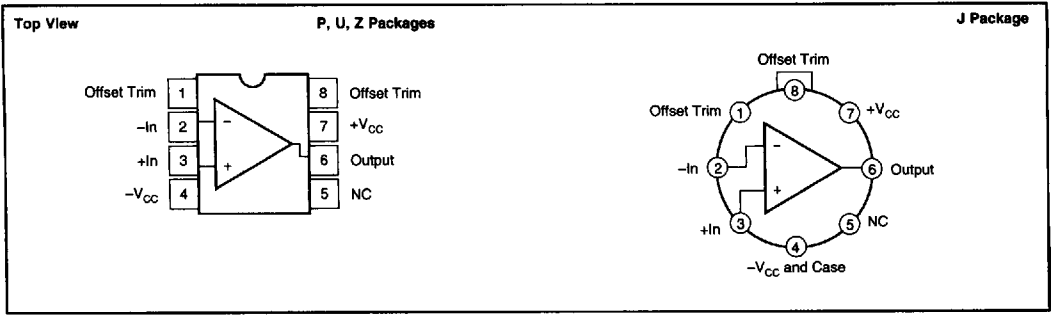 Top View
P, U, Z Packages
J Package
Offset Trim 1
8 Offset Trim
–In 2
–
7 +VCC
+In 3
+
6 Output
–VCC 4
5 NC
Offset Trim
8
Offset Trim 1
7 +VCC
–In 2
–
6 Output
+
+In 3
5 NC
4
–VCC and Case